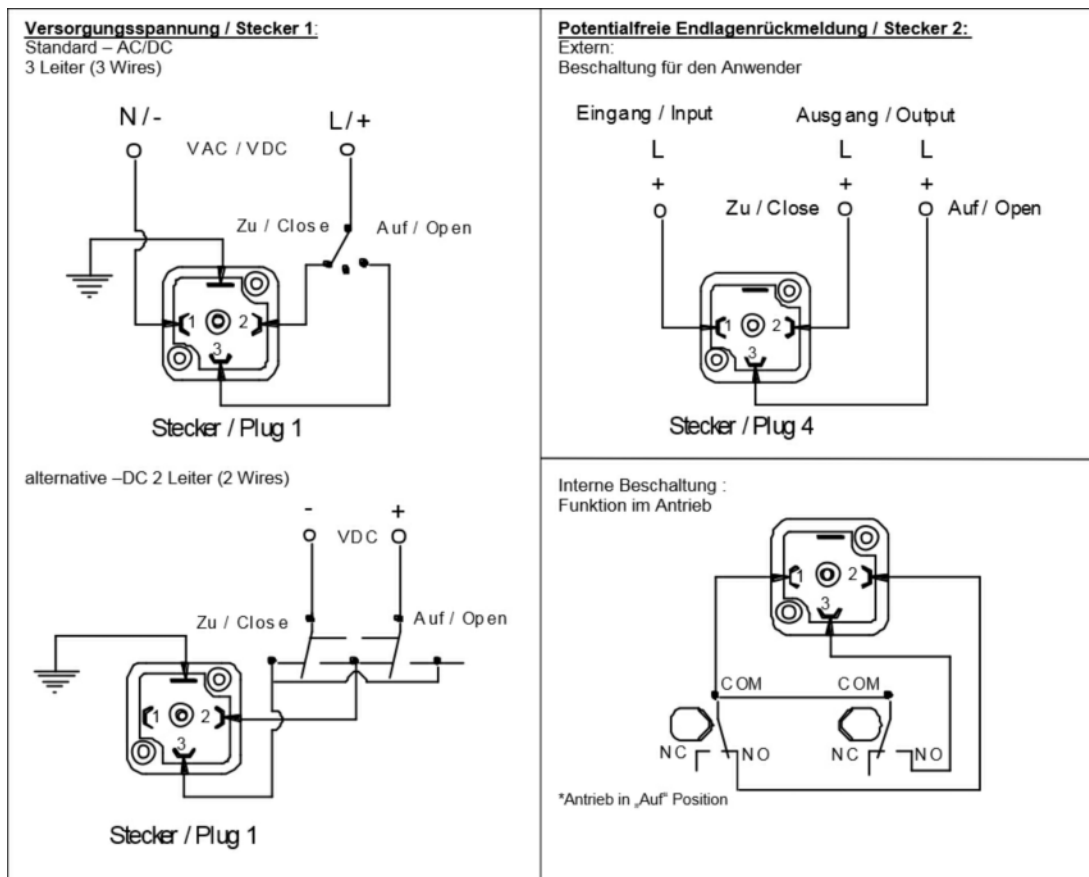 Versorgungsspannung / Stecker 1:
Standard – AC/DC
3 Leiter (3 Wires)
N / -
L / +
VAC / VDC
Zu / Close
Auf / Open
1
2
3
Stecker / Plug 1
alternative –DC 2 Leiter (2 Wires)
-
+
VDC
Zu / Close
Auf / Open
1
2
3
Stecker / Plug 1
Potentialfreie Endlagenrückmeldung / Stecker 2:
Extern:
Beschaltung für den Anwender
Eingang / Input
Ausgang / Output
L
L
L
+
+
+
Zu / Close
Auf / Open
1
2
3
Stecker / Plug 4
Interne Beschaltung :
Funktion im Antrieb
1
2
3
COM
COM
NC
NO
NC
NO
*Antrieb in „Auf“ Position